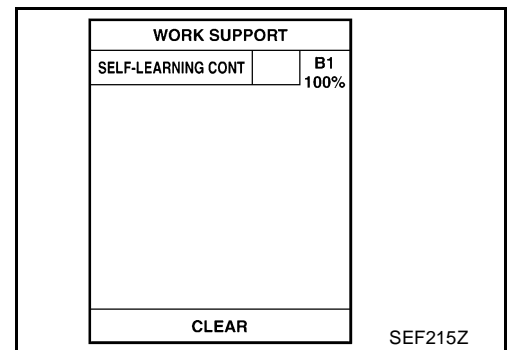 WORK SUPPORT
SELF-LEARNING CONT B1
100%
CLEAR
SEF215Z